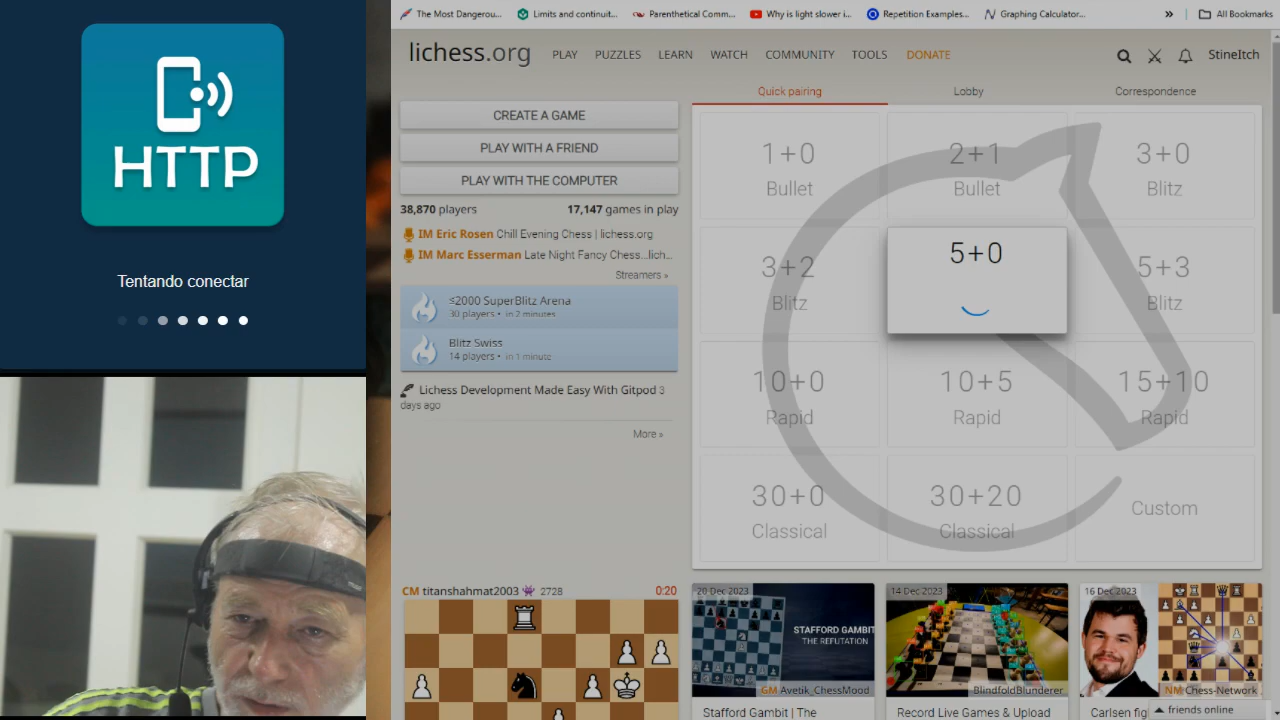 HTTP
Tentando conectar
The Most Dangerou...
Limits and continuit...
Parenthetical Comm...
Why is light slower i...
Repetition Examples...
Graphing Calculator...
»
All Bookmarks
lichess.org
PLAY
PUZZLES
LEARN
WATCH
COMMUNITY
TOOLS
DONATE
StineItch
CREATE A GAME
PLAY WITH A FRIEND
PLAY WITH THE COMPUTER
38,870 players
17,147 games in play
IM Eric Rosen Chill Evening Chess | lichess.org
IM Marc Esserman Late Night Fancy Chess...lich...
Streamers »
≤2000 SuperBlitz Arena
30 players • in 2 minutes
Blitz Swiss
14 players • in 1 minute
Lichess Development Made Easy With Gitpod 3
days ago
More »
Quick pairing
Lobby
Correspondence
1+0
Bullet
2+1
Bullet
3+0
Blitz
3+2
Blitz
5+0
5+3
Blitz
10+0
Rapid
10+5
Rapid
15+10
Rapid
30+0
Classical
30+20
Classical
Custom
CM titanshahmat2003 2728
0:20
20 Dec 2023
STAFFORD GAMBIT
THE REFUTATION
GM Avetik_ChessMood
Stafford Gambit | The
14 Dec 2023
BlindfoldBlunderer
Record Live Games & Upload
16 Dec 2023
NM Chess-Network
Carlsen fig
friends online